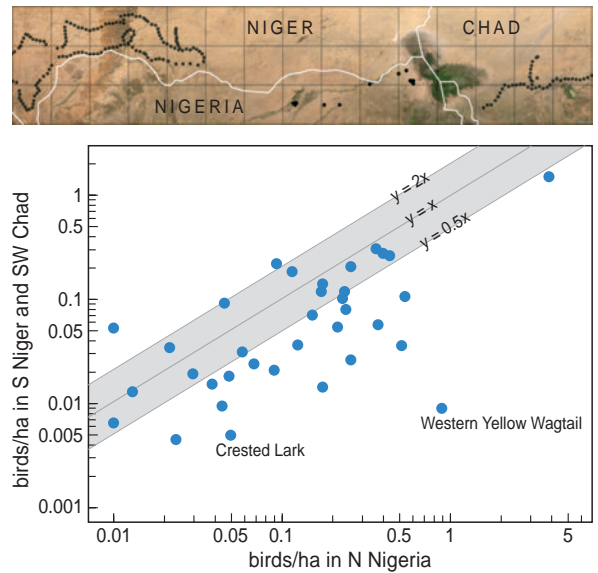 NIGER
CHAD
NIGERIA
birds/ha in S Niger and SW Chad
1
0.5
0.1
0.05
0.01
0.005
0.001
y = 2x
y = x
y = 0.5x
Western Yellow Wagtail
Crested Lark
0.01
0.05
0.1
0.5
1
5
birds/ha in N Nigeria